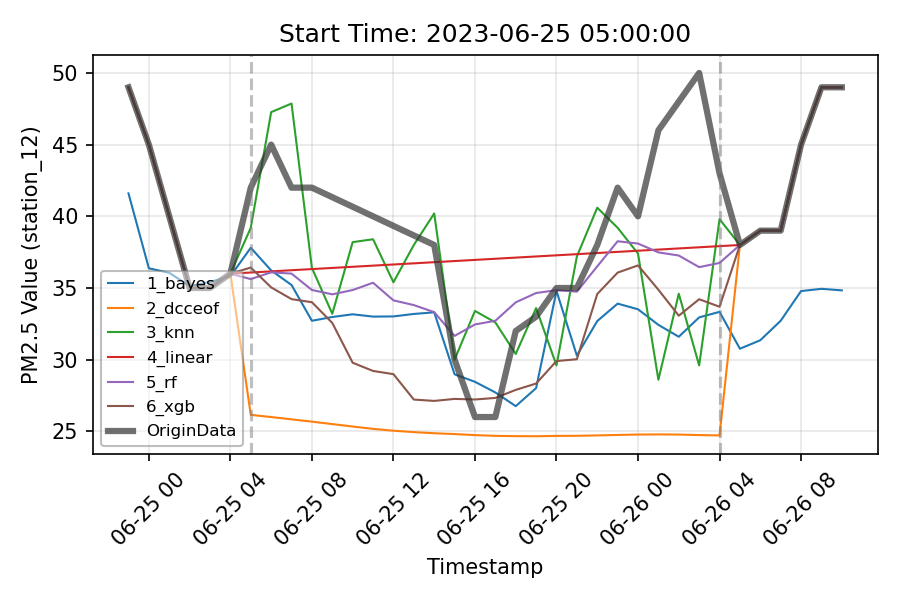 Start Time: 2023-06-25 05:00:00
PM2.5 Value (station_12)
50
45
40
35
30
25
1_bayes
2_dcceof
3_knn
4_linear
5_rf
6_xgb
OriginData
06-25 00
06-25 04
06-25 08
06-25 12
06-25 16
06-25 20
06-26 00
06-26 04
06-26 08
Timestamp